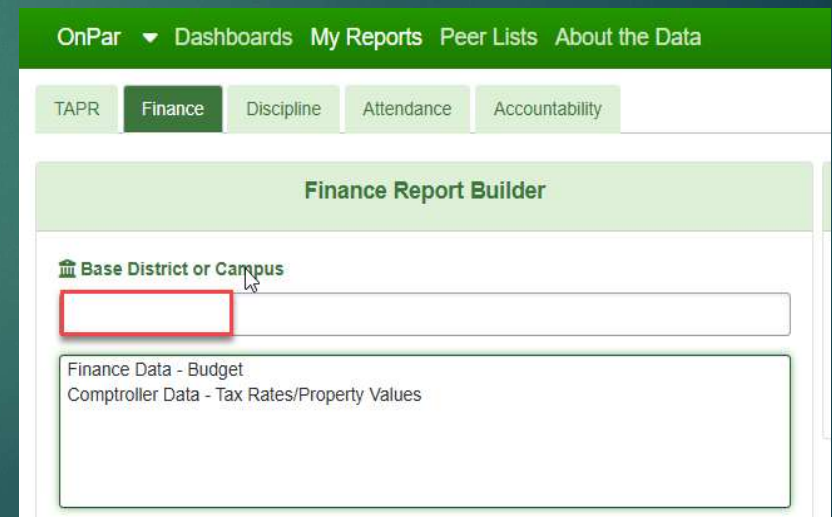 OnPar Dashboards My Reports Peer Lists About the Data
TAPR Finance Discipline Attendance Accountability
Finance Report Builder
Base District or Campus
Finance Data - Budget
Comptroller Data - Tax Rates/Property Values